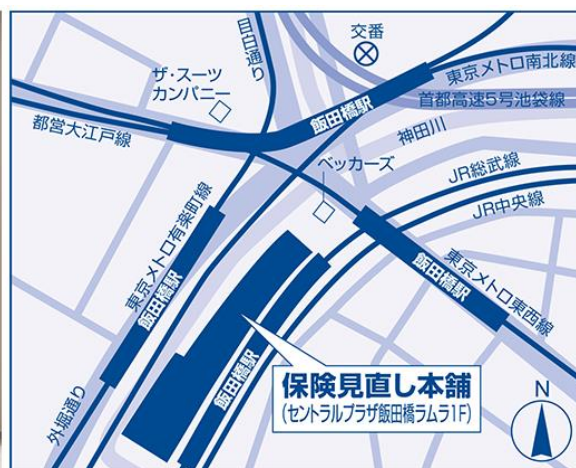 目白通り
交番
ザ・スーツ
カンパニー
東京メトロ南北線
首都高速5号池袋線
都営大江戸線
飯田橋駅
神田川
ベッカーズ
JR総武線
JR中央線
東京メトロ有楽町線
飯田橋駅
飯田橋駅
東京メトロ東西線
飯田橋駅
外堀通り
保険見直し本舗
(セントラルプラザ飯田橋ラムラ1F)
N